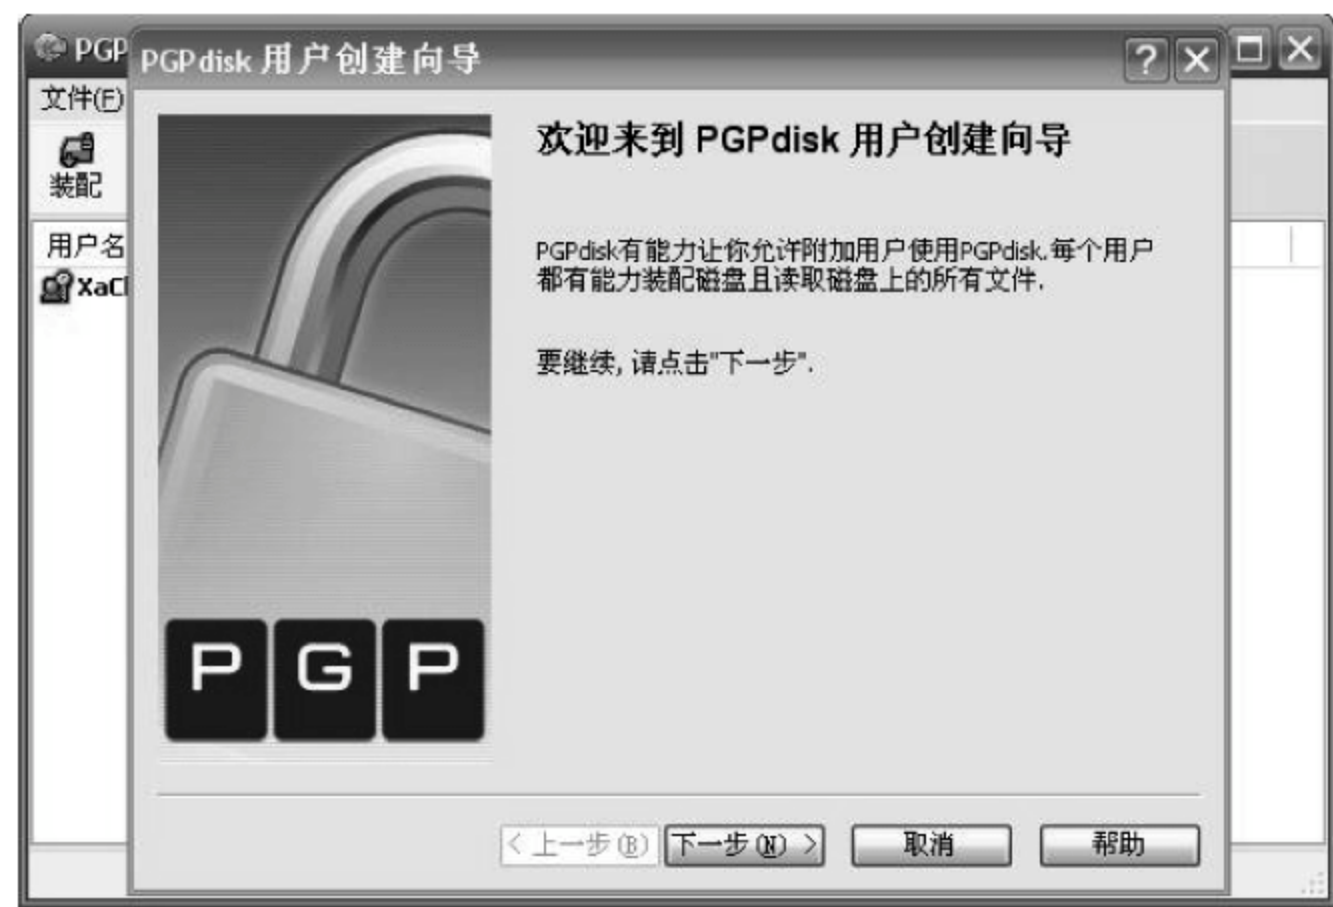 PGP
PGPdisk 用户创建向导
文件(F)
装配
用户名
XaCl
欢迎来到 PGPdisk 用户创建向导
PGPdisk有能力让你允许附加用户使用PGPdisk.每个用户
都有能力装配磁盘且读取磁盘上的所有文件.
要继续, 请点击"下一步".
P G P
< 上一步(B) 下一步(N) > 取消 帮助